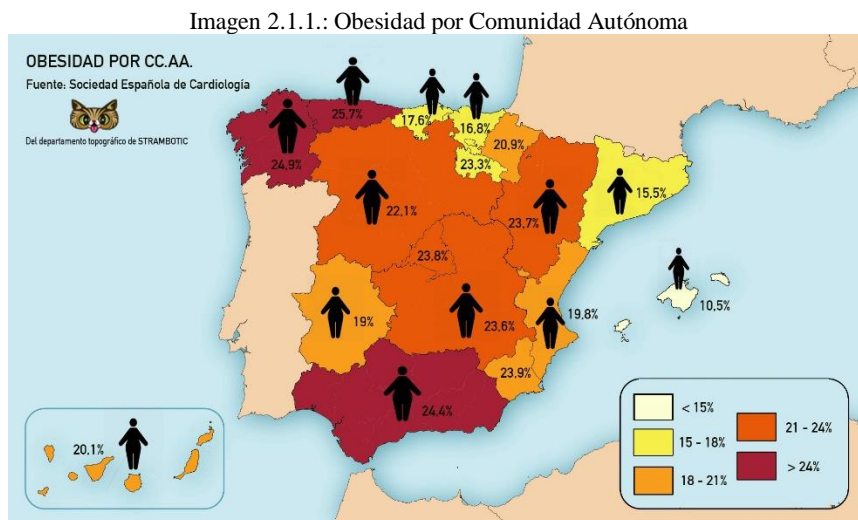 Imagen 2.1.1.: Obesidad por Comunidad Autónoma
OBESIDAD POR CC.AA.
Fuente: Sociedad Española de Cardiología
Del departamento topográfico de STRAMBOTIC
25,7%
17,6%
16,8%
20,9%
24,9%
23,3%
15,5%
22,1%
23,7%
23,8%
10,5%
19%
23,6%
19,8%
23,9%
24,4%
20,1%
< 15%
15 - 18%
18 - 21%
21 - 24%
> 24%